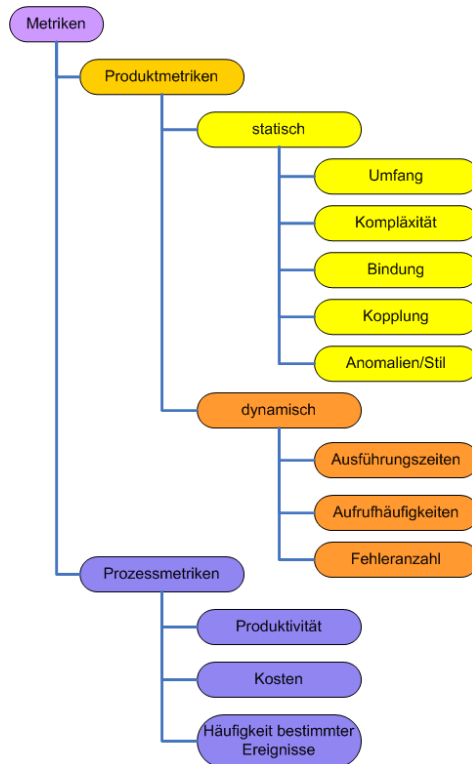 Metriken
Produktmetriken
statisch
Umfang
Kompläxität
Bindung
Kopplung
Anomalien/Stil
dynamisch
Ausführungszeiten
Aufrufhäufigkeiten
Fehleranzahl
Prozessmetriken
Produktivität
Kosten
Häufigkeit bestimmter
Ereignisse